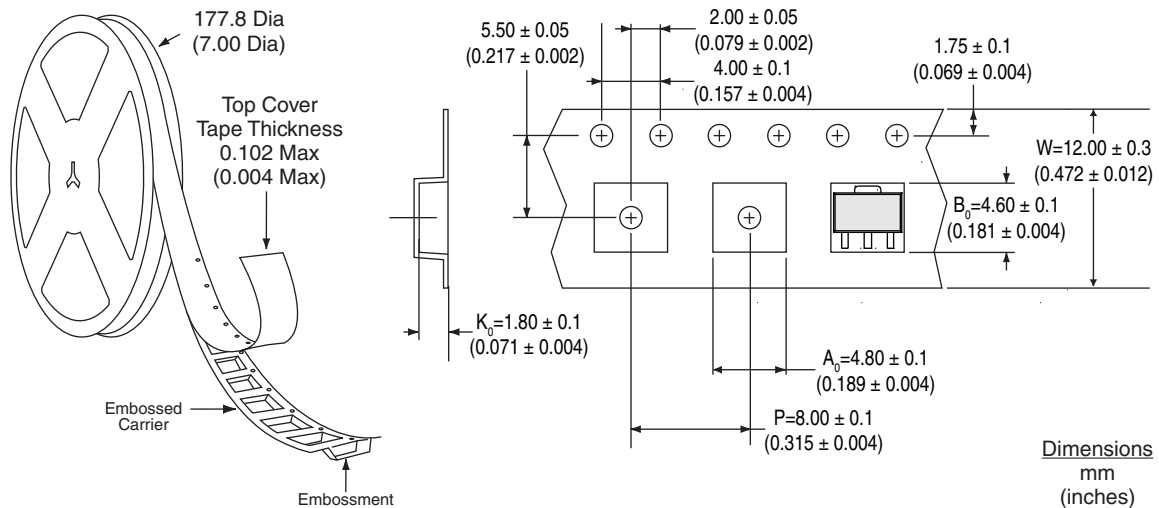 177.8 Dia
(7.00 Dia)
Top Cover
Tape Thickness
0.102 Max
(0.004 Max)
Embossed
Carrier
Embossment
5.50 ± 0.05
(0.217 ± 0.002)
2.00 ± 0.05
(0.079 ± 0.002)
4.00 ± 0.1
(0.157 ± 0.004)
1.75 ± 0.1
(0.069 ± 0.004)
W=12.00 ± 0.3
(0.472 ± 0.012)
B₀=4.60 ± 0.1
(0.181 ± 0.004)
K₀=1.80 ± 0.1
(0.071 ± 0.004)
A₀=4.80 ± 0.1
(0.189 ± 0.004)
P=8.00 ± 0.1
(0.315 ± 0.004)
Dimensions
mm
(inches)